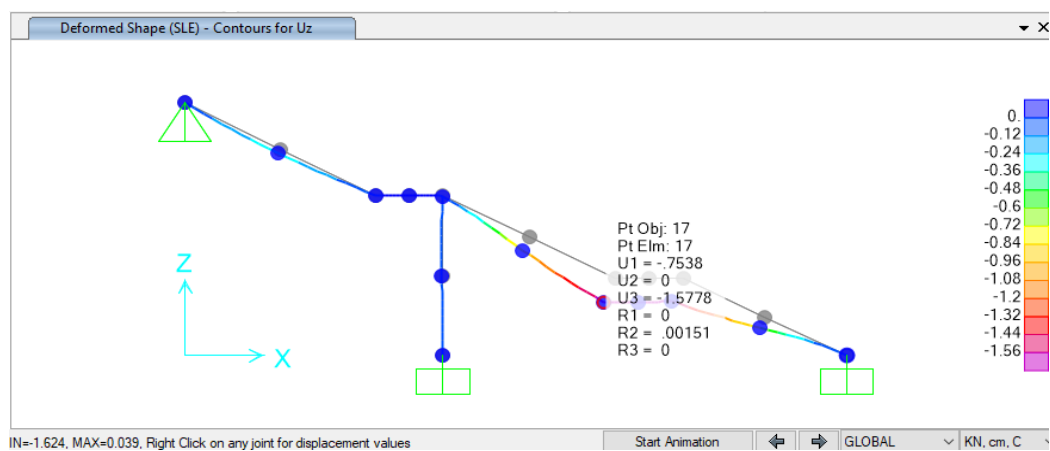 Deformed Shape (SLE) - Contours for Uz
0.
-0.12
-0.24
-0.36
-0.48
-0.6
-0.72
-0.84
-0.96
-1.08
-1.2
-1.32
-1.44
-1.56
Pt Obj: 17
Pt Elm: 17
U1 = -.7538
U2 = 0
U3 = -1.5778
R1 = 0
R2 = .00151
R3 = 0
Z
X
IN=-1.624, MAX=0.039, Right Click on any joint for displacement values
Start Animation
GLOBAL
KN, cm, C